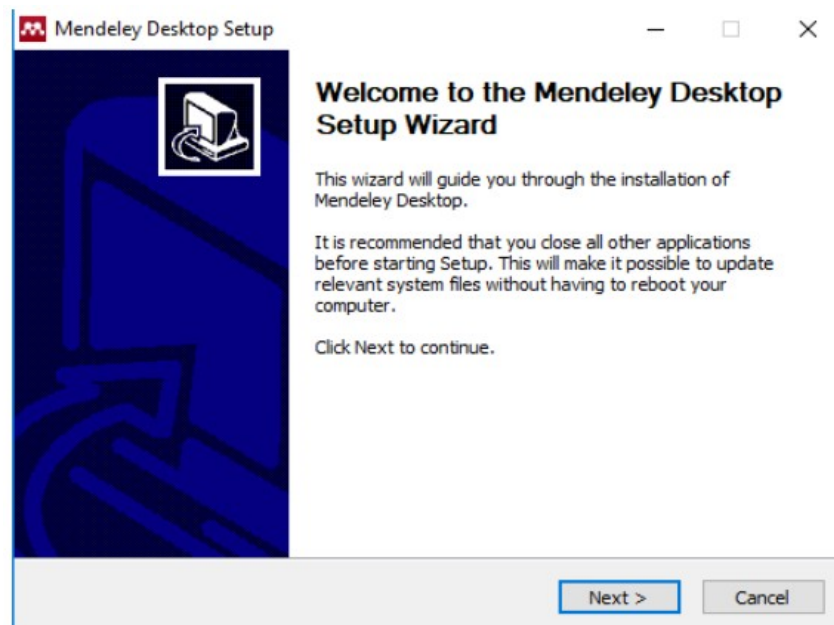 Mendeley Desktop Setup
Welcome to the Mendeley Desktop
Setup Wizard
This wizard will guide you through the installation of
Mendeley Desktop.
It is recommended that you close all other applications
before starting Setup. This will make it possible to update
relevant system files without having to reboot your
computer.
Click Next to continue.
Next >
Cancel